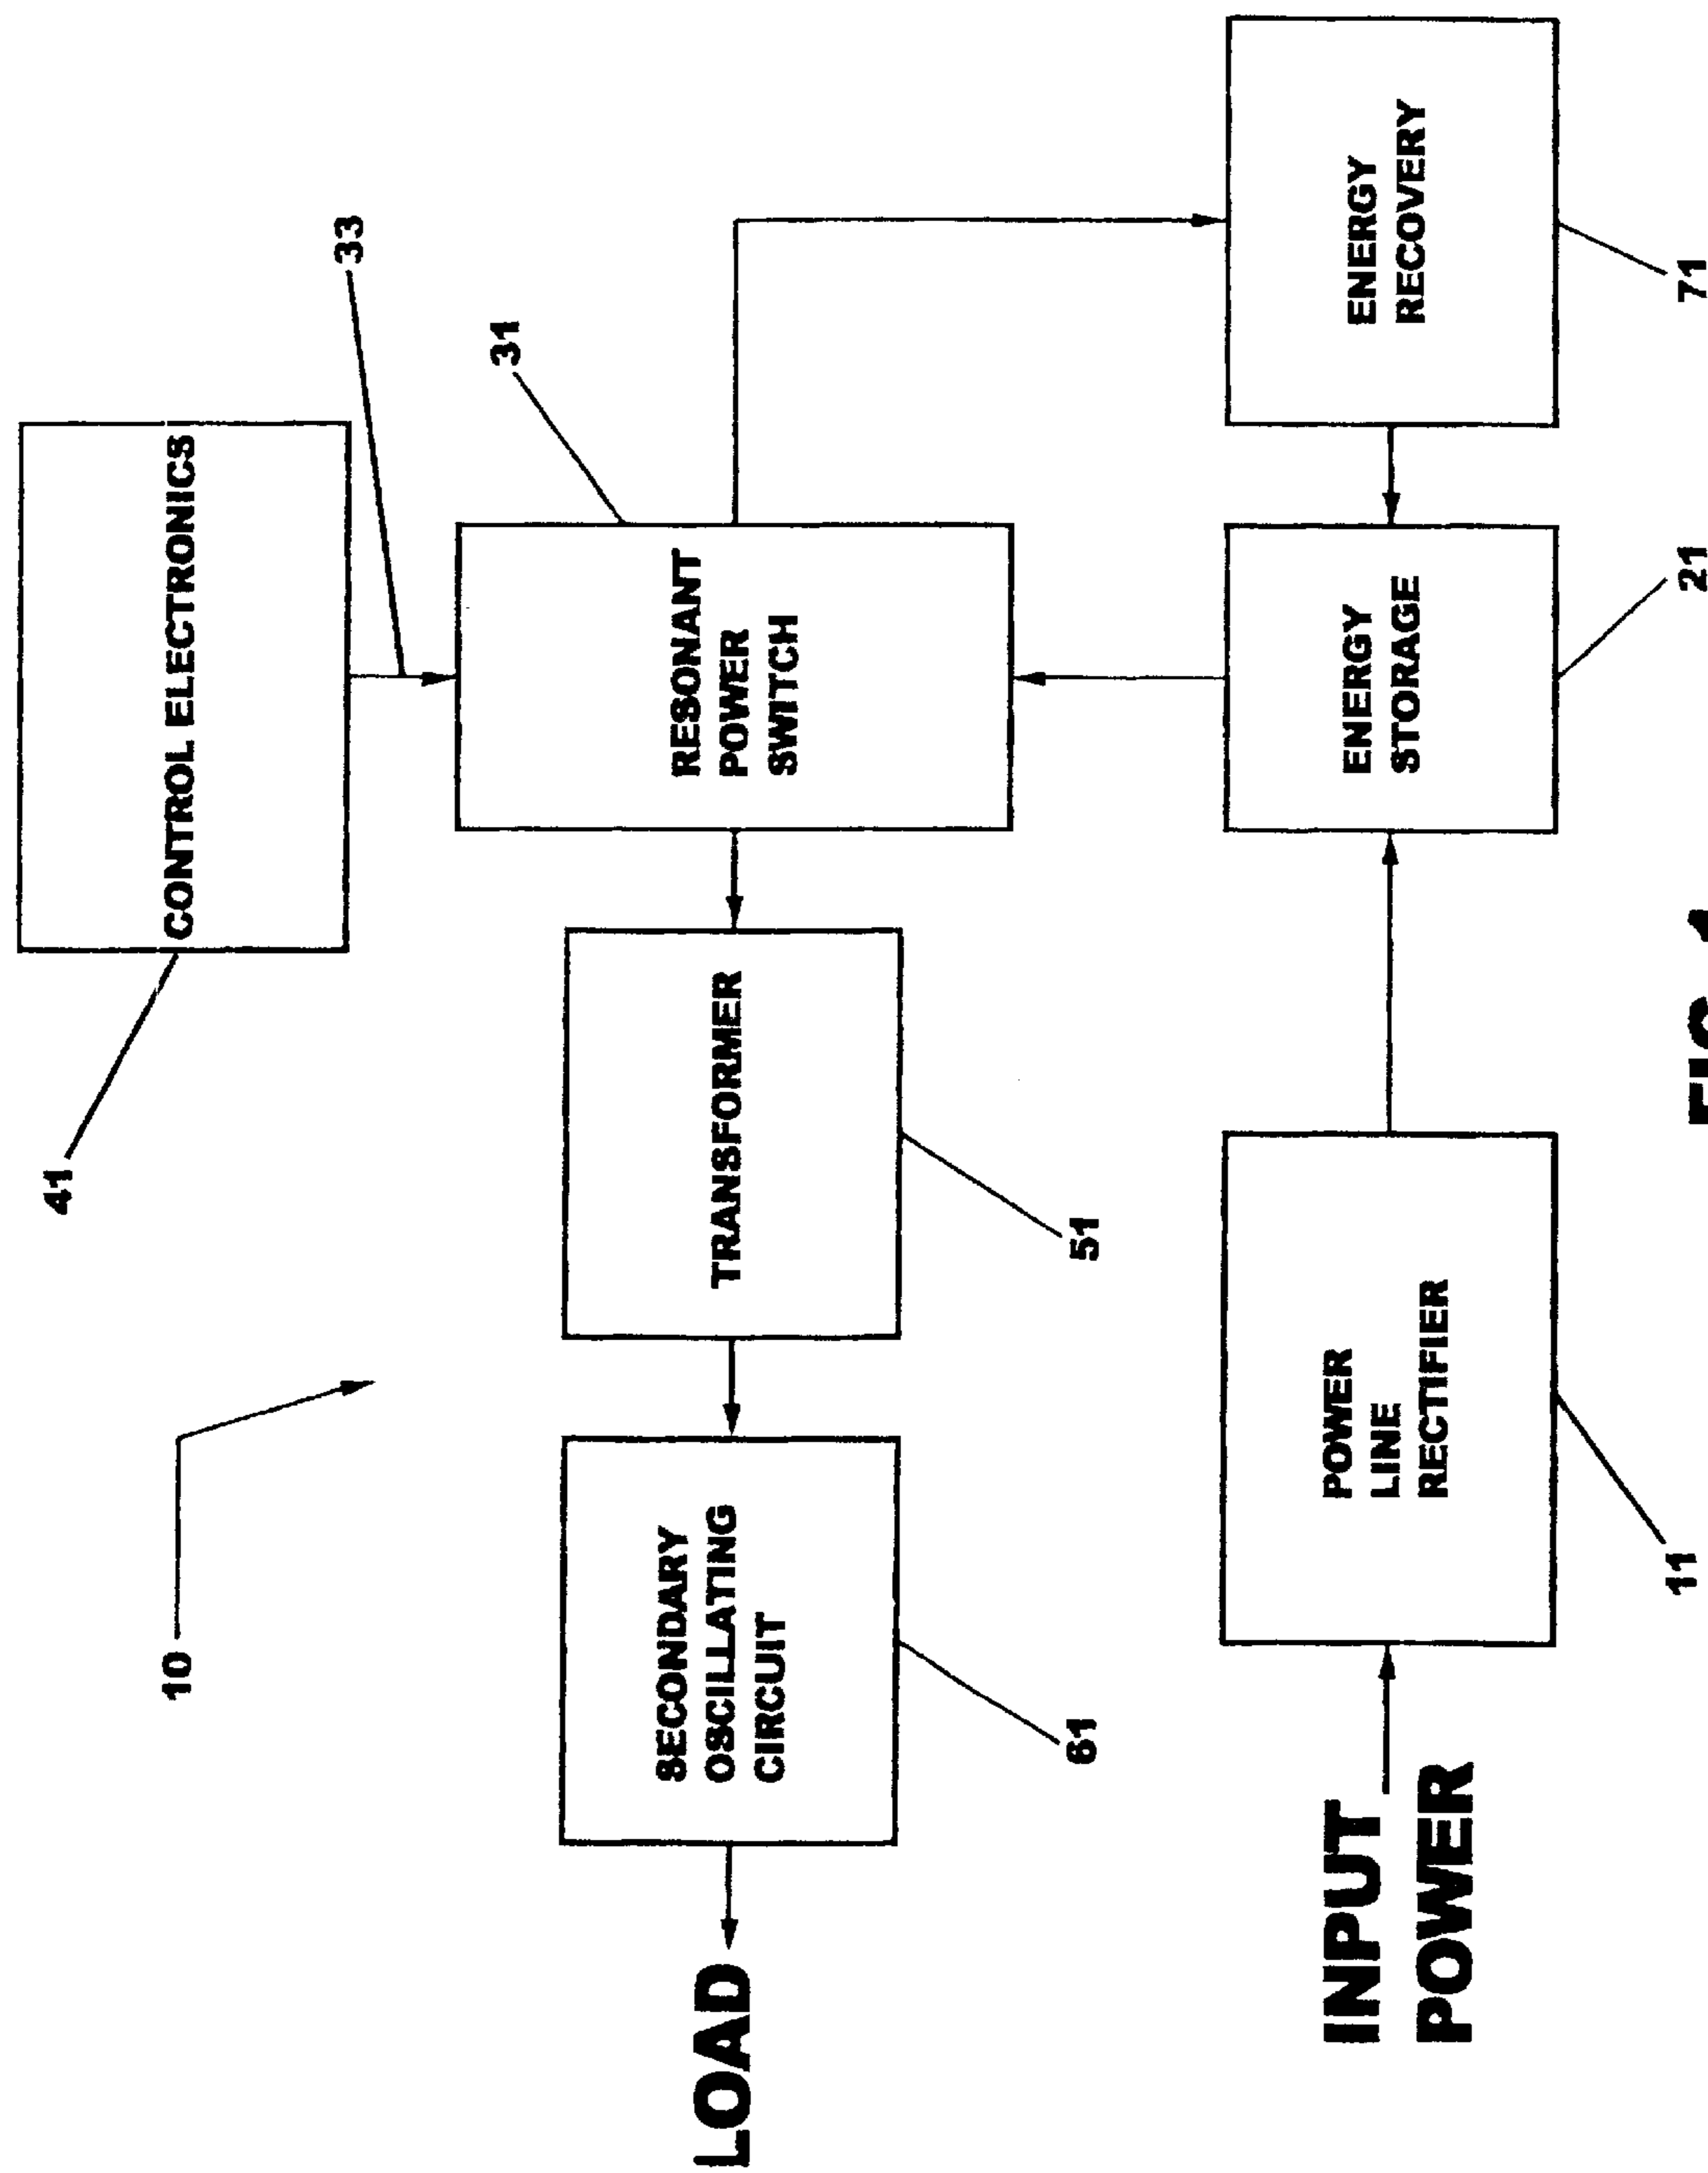 41
10
CONTROL ELECTRONICS
33
31
LOAD
SECONDARY
OSCILLATING
CIRCUIT
TRANSFORMER
RESONANT
POWER
SWITCH
61
51
INPUT
POWER
POWER
LINE
RECTIFIER
ENERGY
STORAGE
ENERGY
RECOVERY
11
21
71